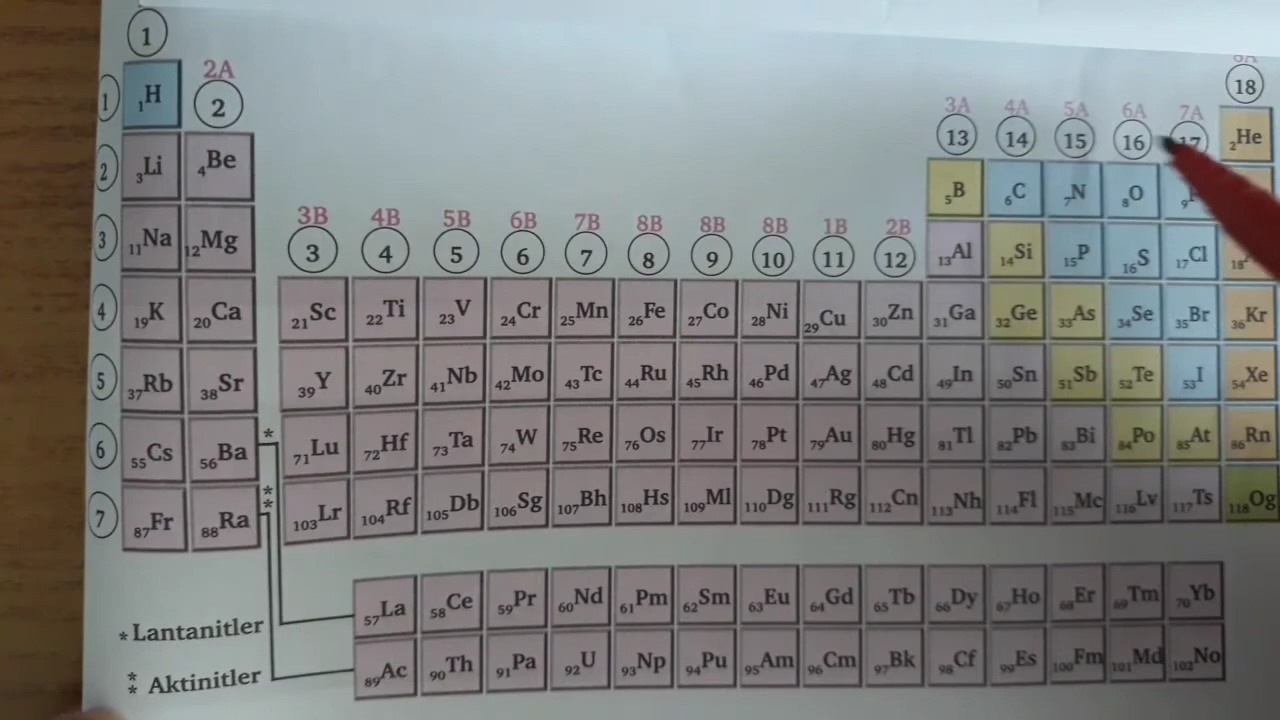 1
2A
8A
1 1H 2 18
3A 4A 5A 6A 7A
13 14 15 16 17 2He
2 3Li 4Be 5B 6C 7N 8O 9F
3B 4B 5B 6B 7B 8B 8B 8B 1B 2B
3 11Na 12Mg 3 4 5 6 7 8 9 10 11 12 13Al 14Si 15P 16S 17Cl 18
4 19K 20Ca 21Sc 22Ti 23V 24Cr 25Mn 26Fe 27Co 28Ni 29Cu 30Zn 31Ga 32Ge 33As 34Se 35Br 36Kr
5 37Rb 38Sr 39Y 40Zr 41Nb 42Mo 43Tc 44Ru 45Rh 46Pd 47Ag 48Cd 49In 50Sn 51Sb 52Te 53I 54Xe
6 55Cs 56Ba * 71Lu 72Hf 73Ta 74W 75Re 76Os 77Ir 78Pt 79Au 80Hg 81Tl 82Pb 83Bi 84Po 85At 86Rn
7 87Fr 88Ra ** 103Lr 104Rf 105Db 106Sg 107Bh 108Hs 109Ml 110Dg 111Rg 112Cn 113Nh 114Fl 115Mc 116Lv 117Ts 118Og
* Lantanitler 57La 58Ce 59Pr 60Nd 61Pm 62Sm 63Eu 64Gd 65Tb 66Dy 67Ho 68Er 69Tm 70Yb
** Aktinitler 89Ac 90Th 91Pa 92U 93Np 94Pu 95Am 96Cm 97Bk 98Cf 99Es 100Fm 101Md 102No